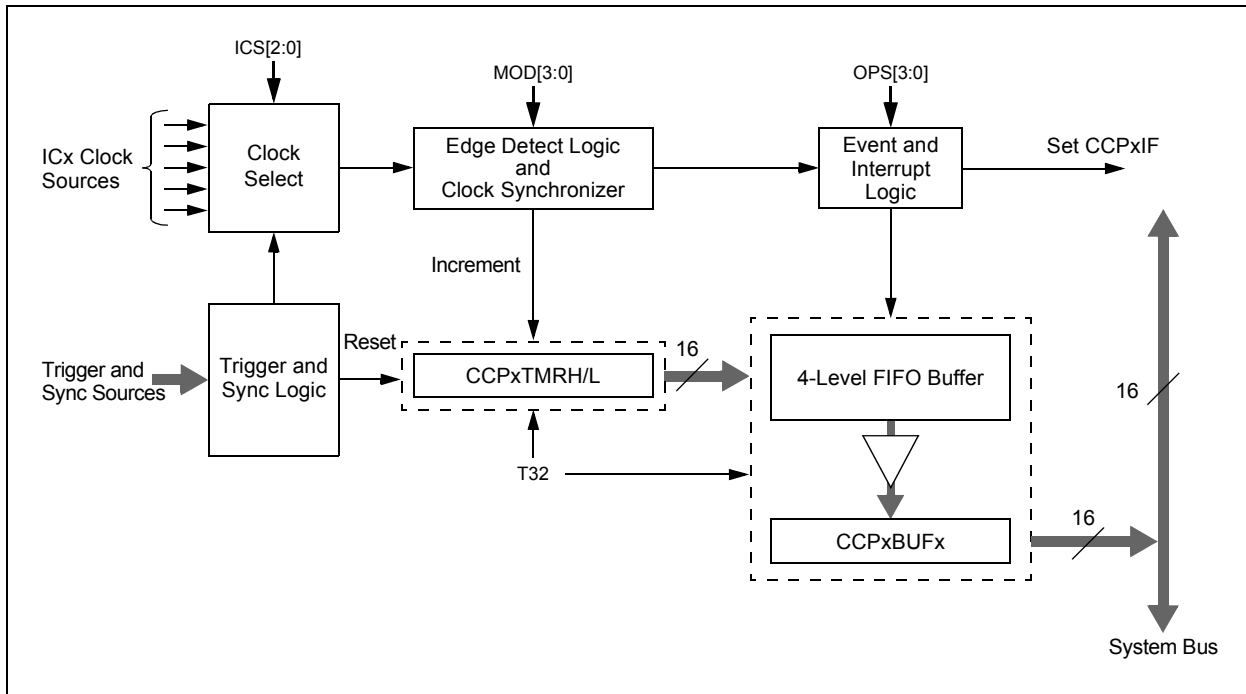 ICS[2:0]
MOD[3:0]
OPS[3:0]
ICx Clock
Sources
Clock
Select
Edge Detect Logic
and
Clock Synchronizer
Event and
Interrupt
Logic
Set CCPxIF
Increment
Trigger and
Sync Sources
Trigger and
Sync Logic
Reset
CCPxTMRH/L
16
4-Level FIFO Buffer
16
T32
CCPxBUFx
16
System Bus